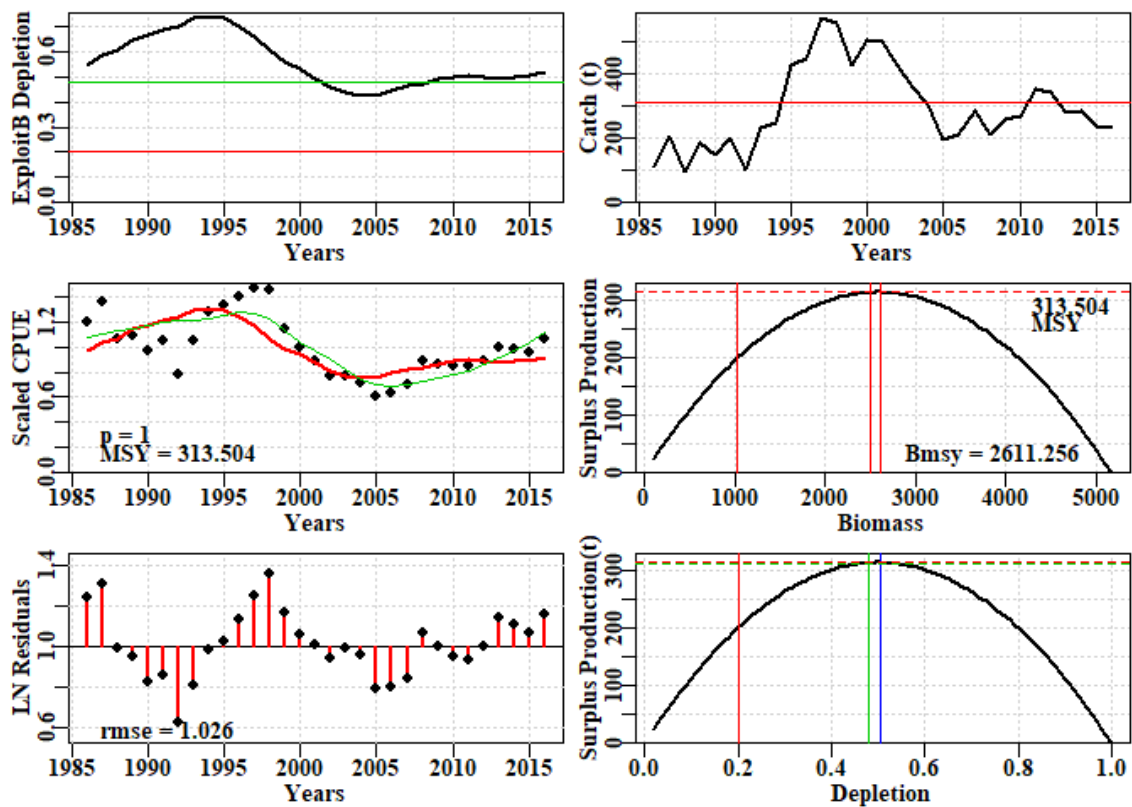 ExploitB Depletion
0.0 0.3 0.6
1985 1990 1995 2000 2005 2010 2015
Years
Catch (t)
0 200 400
1985 1990 1995 2000 2005 2010 2015
Years
Scaled CPUE
0.0 0.6 1.2
p = 1
MSY = 313.504
1985 1990 1995 2000 2005 2010 2015
Years
Surplus Production
0 100 200 300
313.504
MSY
Bmsy = 2611.256
0 1000 2000 3000 4000 5000
Biomass
LN Residuals
0.6 1.0 1.4
rmse = 1.026
1985 1990 1995 2000 2005 2010 2015
Years
Surplus Production(t)
0 100 200 300
0.0 0.2 0.4 0.6 0.8 1.0
Depletion